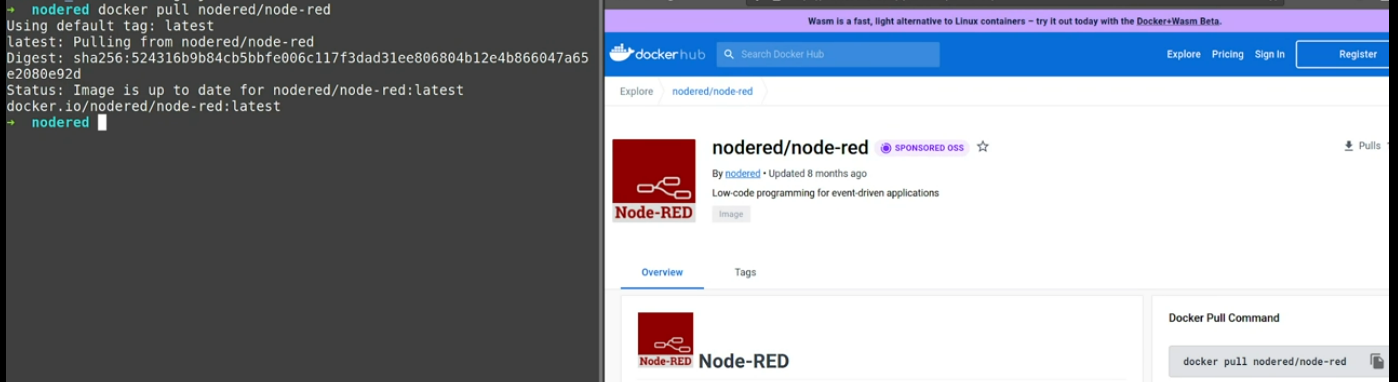 → nodered docker pull nodered/node-red
Using default tag: latest
latest: Pulling from nodered/node-red
Digest: sha256:524316b9b84cb5bbfe006c117f3dad31ee806804b12e4b866047a65
e2080e92d
Status: Image is up to date for nodered/node-red:latest
docker.io/nodered/node-red:latest
→ nodered
Wasm is a fast, light alternative to Linux containers – try it out today with the Docker+Wasm Beta.
dockerhub
Search Docker Hub
Explore Pricing Sign In Register
Explore nodered/node-red
Node-RED
nodered/node-red SPONSORED OSS
Pulls
By nodered • Updated 8 months ago
Low-code programming for event-driven applications
Image
Overview Tags
Node-RED
Node-RED
Docker Pull Command
docker pull nodered/node-red